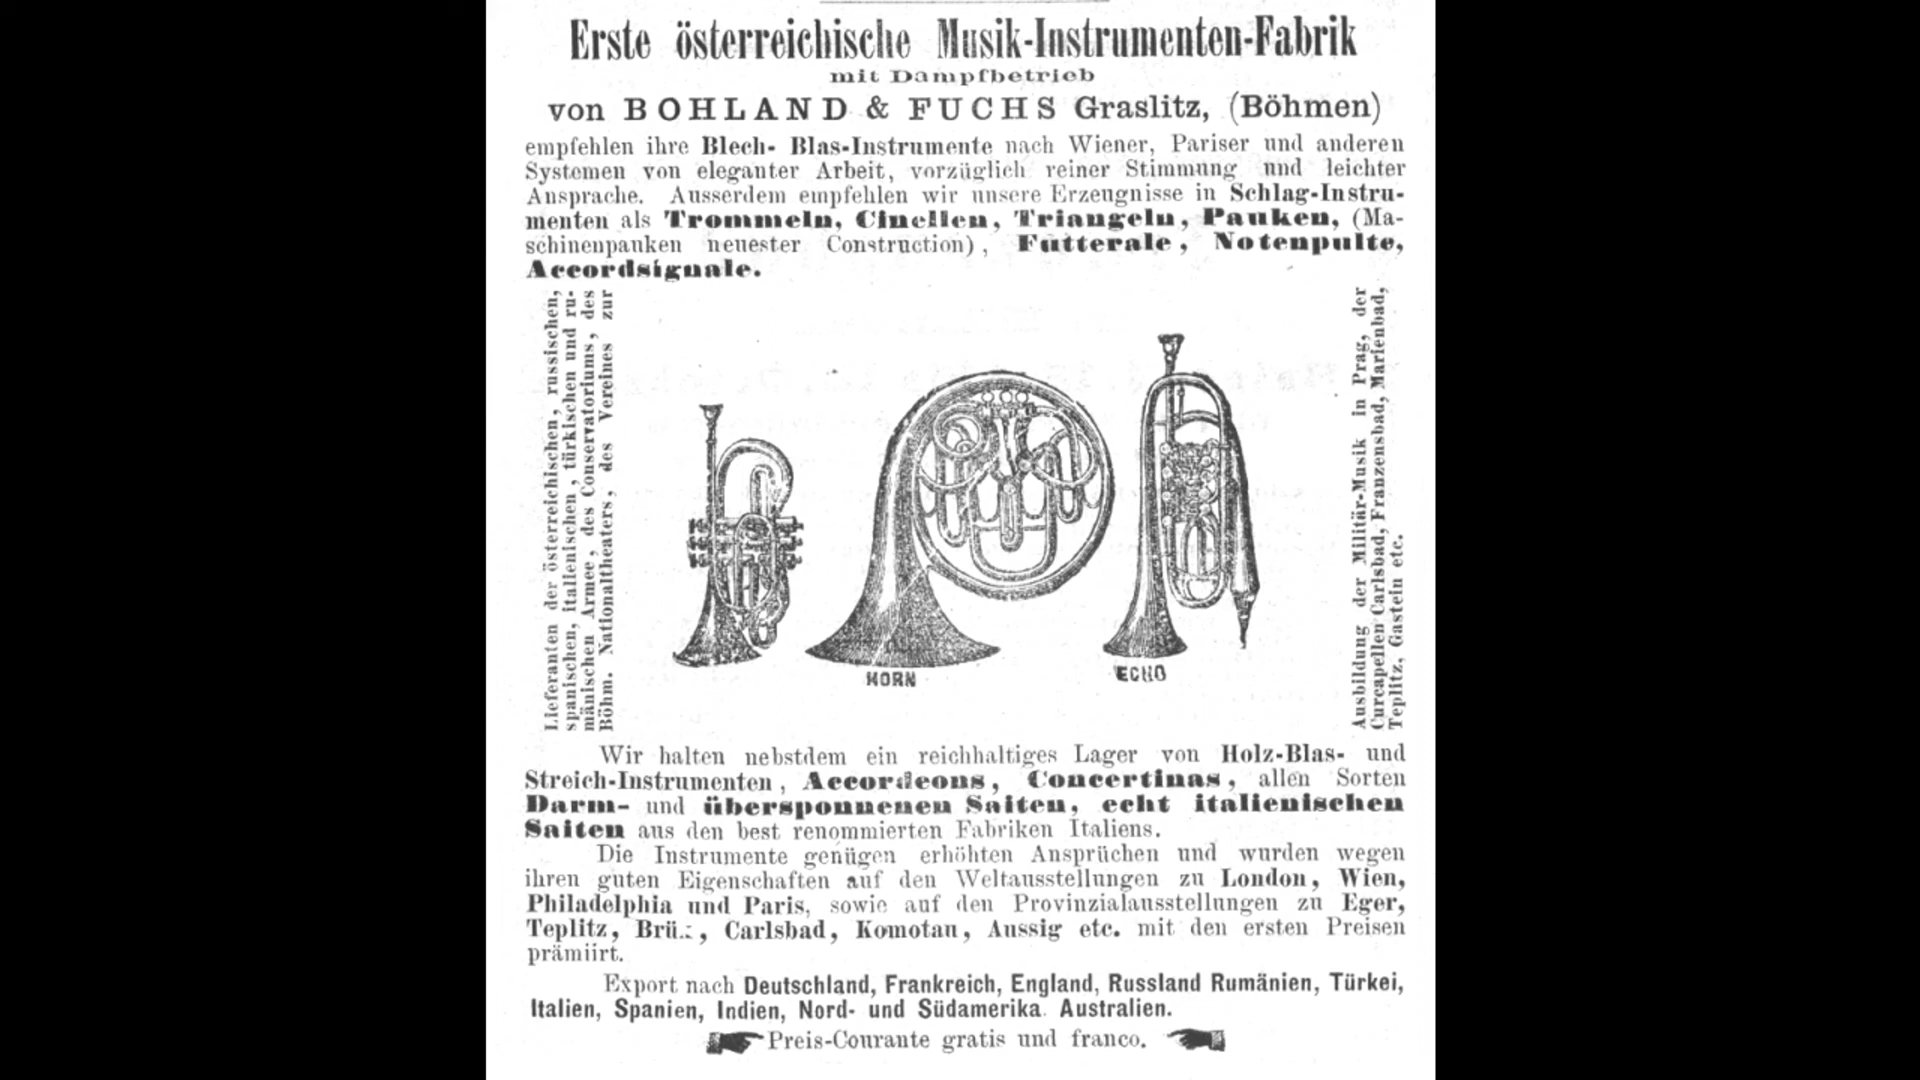 Erste österreichische Musik-Instrumenten-Fabrik
mit Dampfbetrieb
von BOHLAND & FUCHS Graslitz, (Böhmen)
empfehlen ihre Blech- Blas-Instrumente nach Wiener, Pariser und anderen
Systemen von eleganter Arbeit, vorzüglich reiner Stimmung und leichter
Ansprache. Ausserdem empfehlen wir unsere Erzeugnisse in Schlag-Instru-
menten als Trommeln, Cinellen, Triangeln, Pauken, (Ma-
schinenpauken neuester Construction), Futterale, Notenpulte,
Accordsignale.
Lieferanten der österreichischen, russischen,
spanischen, italienischen, türkischen und ru-
mänischen Armee, des Conservatoriums, des
Böhm. Nationaltheaters, des Vereines zur
HORN
ECHO
Ausbildung der Militär-Musik in Prag, der
Curcapellen Carlsbad, Franzensbad, Marienbad,
Teplitz, Gastein etc.
Wir halten nebstdem ein reichhaltiges Lager von Holz-Blas- und
Streich-Instrumenten, Accordeons, Concertinas, allen Sorten
Darm- und übersponnenen Saiten, echt italienischen
Saiten aus den best renommierten Fabriken Italiens.
Die Instrumente genügen erhöhten Ansprüchen und wurden wegen
ihren guten Eigenschaften auf den Weltausstellungen zu London, Wien,
Philadelphia und Paris, sowie auf den Provinzialausstellungen zu Eger,
Teplitz, Carlsbad, Komotau, Aussig etc. mit den ersten Preisen
prämiirt.
Export nach Deutschland, Frankreich, England, Russland Rumänien, Türkei,
Italien, Spanien, Indien, Nord- und Südamerika. Australien.
Preis-Courante gratis und franco.